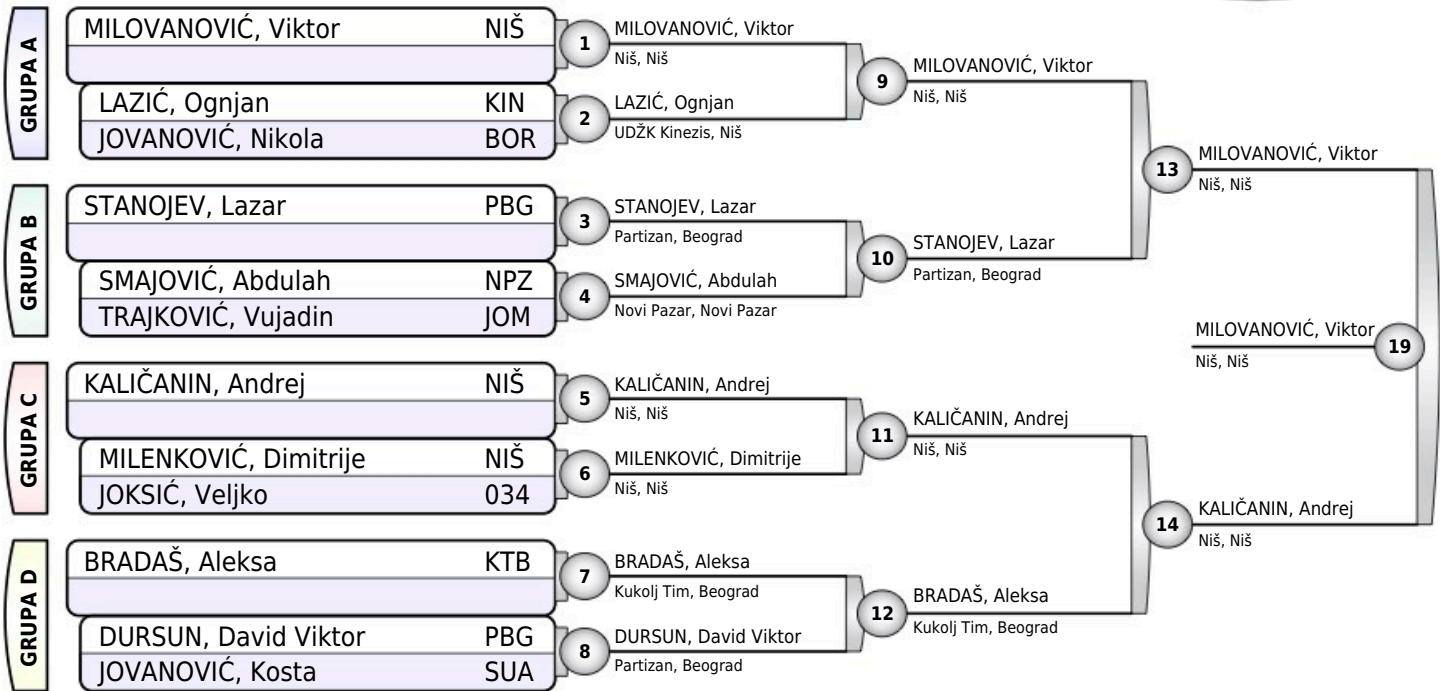 GRUPA A
MILOVANOVIĆ, Viktor NIŠ
LAZIĆ, Ognjan KIN
JOVANOVIĆ, Nikola BOR
GRUPA B
STANOJEV, Lazar PBG
SMAJOVIĆ, Abdulah NPZ
TRAJKOVIĆ, Vujadin JOM
GRUPA C
KALIČANIN, Andrej NIŠ
MILENKOVIĆ, Dimitrije NIŠ
JOKSIĆ, Veljko 034
GRUPA D
BRADAŠ, Aleksa KTB
DURSUN, David Viktor PBG
JOVANOVIĆ, Kosta SUA
1 MILOVANOVIĆ, Viktor
Niš, Niš
2 LAZIĆ, Ognjan
UDŽK Kinezis, Niš
3 STANOJEV, Lazar
Partizan, Beograd
4 SMAJOVIĆ, Abdulah
Novi Pazar, Novi Pazar
5 KALIČANIN, Andrej
Niš, Niš
6 MILENKOVIĆ, Dimitrije
Niš, Niš
7 BRADAŠ, Aleksa
Kukolj Tim, Beograd
8 DURSUN, David Viktor
Partizan, Beograd
9 MILOVANOVIĆ, Viktor
Niš, Niš
10 STANOJEV, Lazar
Partizan, Beograd
11 KALIČANIN, Andrej
Niš, Niš
12 BRADAŠ, Aleksa
Kukolj Tim, Beograd
13 MILOVANOVIĆ, Viktor
Niš, Niš
14 KALIČANIN, Andrej
Niš, Niš
MILOVANOVIĆ, Viktor 19
Niš, Niš